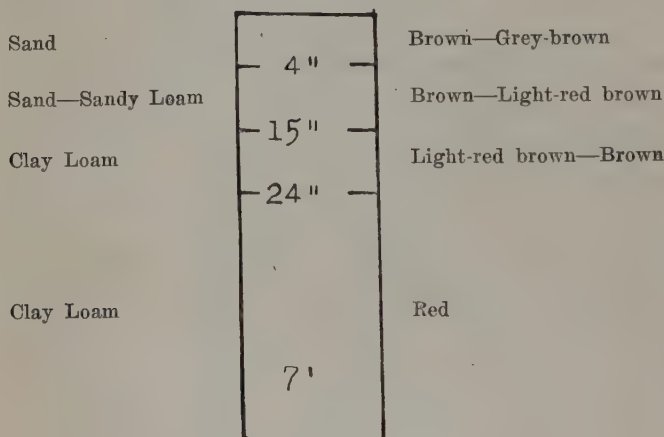 Sand
Brown—Grey-brown
4"
Sand—Sandy Loam
Brown—Light-red brown
15"
Clay Loam
Light-red brown—Brown
24"
Clay Loam
Red
7'